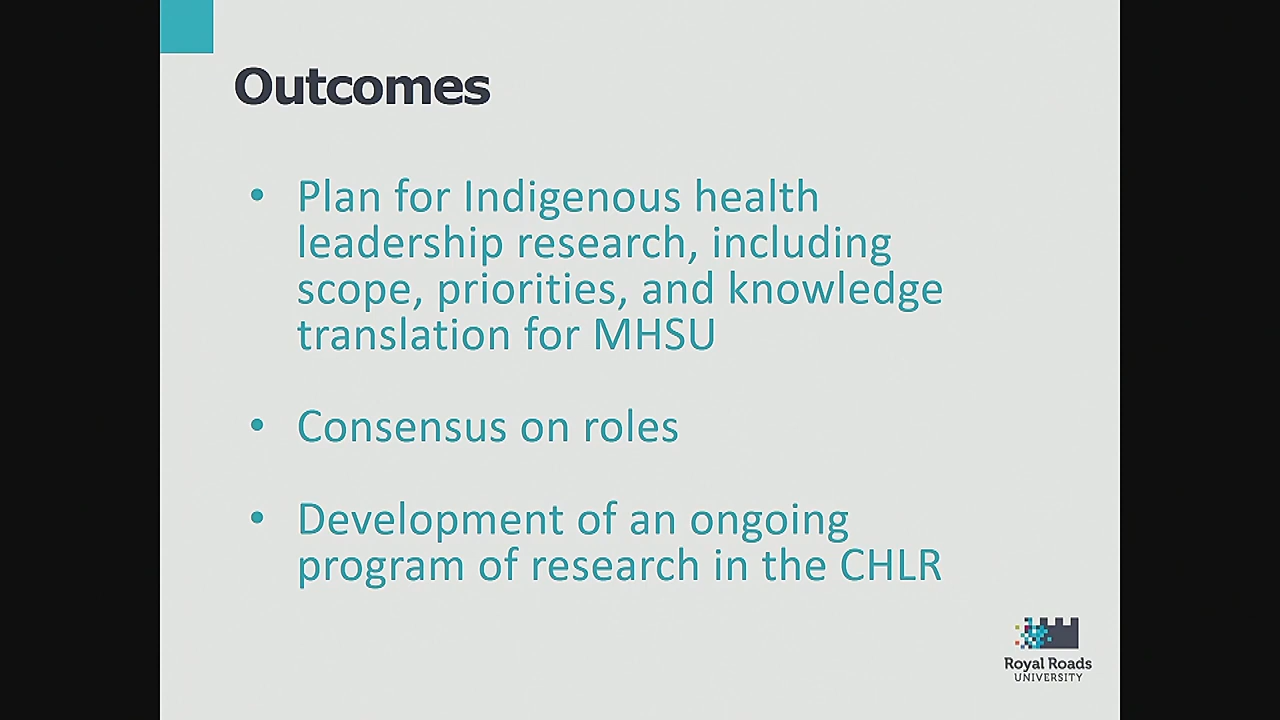 Outcomes
• Plan for Indigenous health
leadership research, including
scope, priorities, and knowledge
translation for MHSU
• Consensus on roles
• Development of an ongoing
program of research in the CHLR
Royal Roads
UNIVERSITY